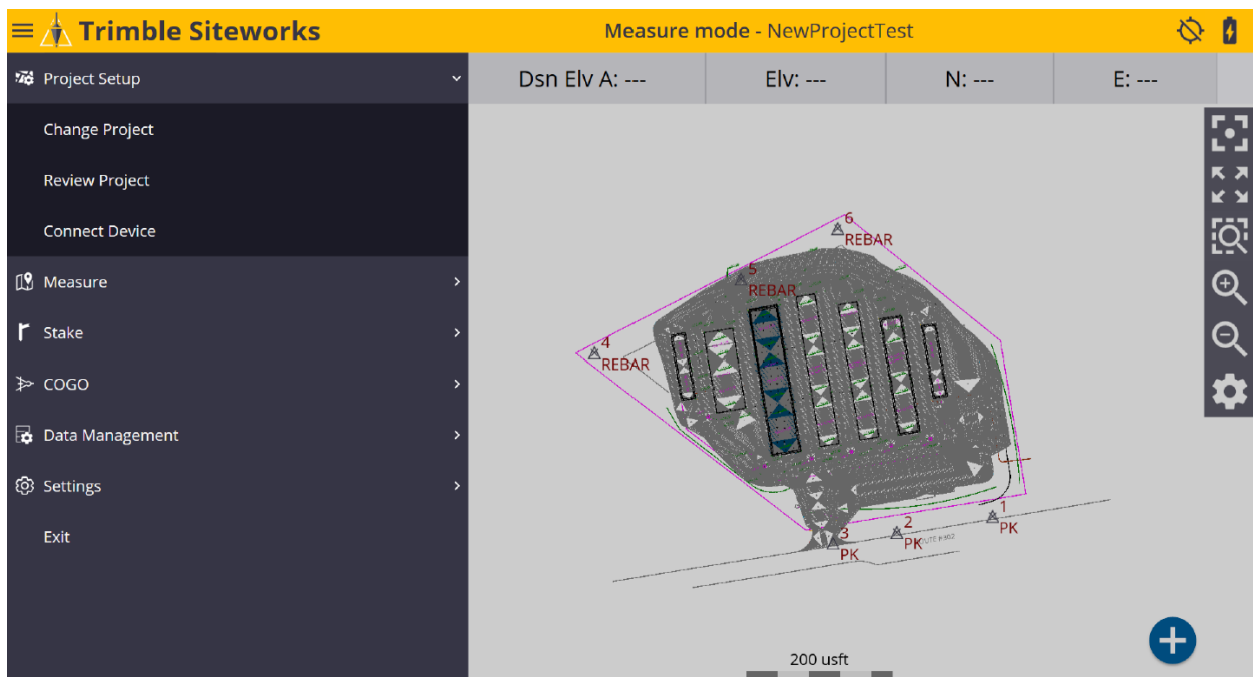 Trimble Siteworks
Measure mode - NewProjectTest
Project Setup
Change Project
Review Project
Connect Device
Measure
Stake
COGO
Data Management
Settings
Exit
Dsn Elv A: ---
Elv: ---
N: ---
E: ---
6
REBAR
5
REBAR
4
REBAR
1
PK
2
PK
3
PK
200 usft